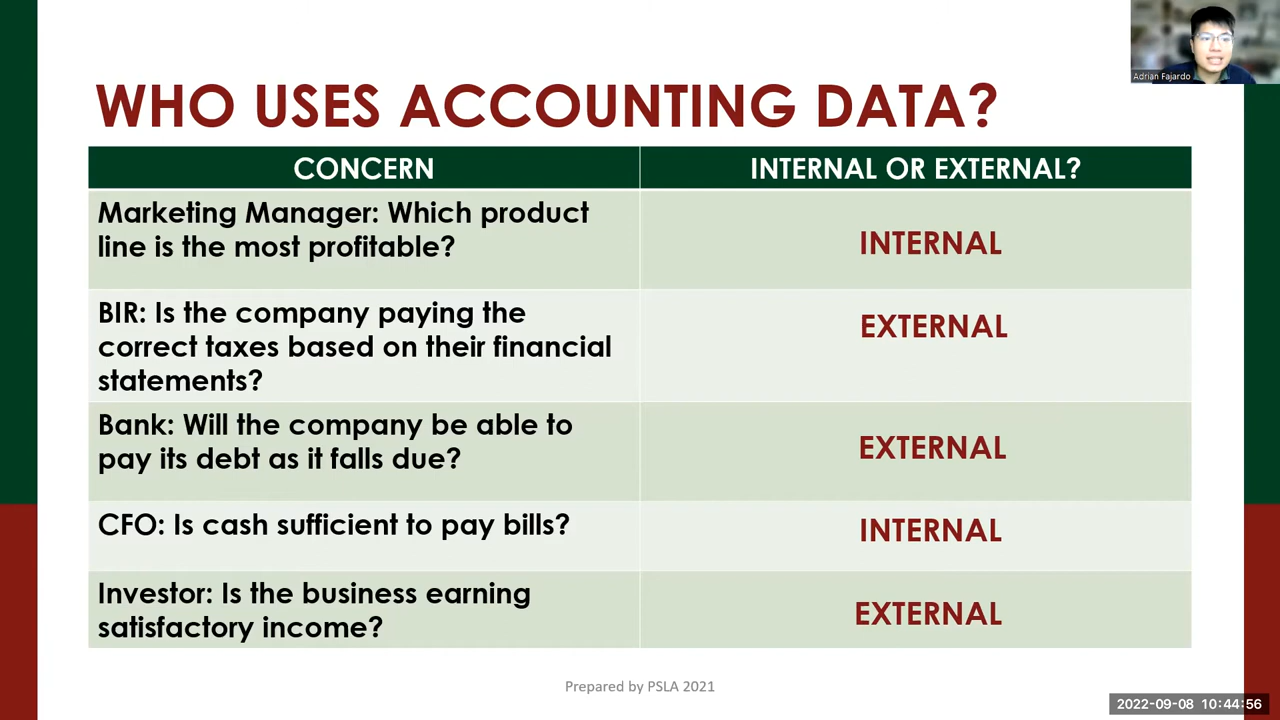 Adrian Fajardo
WHO USES ACCOUNTING DATA?
CONCERN
INTERNAL OR EXTERNAL?
Marketing Manager: Which product
line is the most profitable?
INTERNAL
BIR: Is the company paying the
correct taxes based on their financial
statements?
EXTERNAL
Bank: Will the company be able to
pay its debt as it falls due?
EXTERNAL
CFO: Is cash sufficient to pay bills?
INTERNAL
Investor: Is the business earning
satisfactory income?
EXTERNAL
Prepared by PSLA 2021
2022-09-08 10:44:56